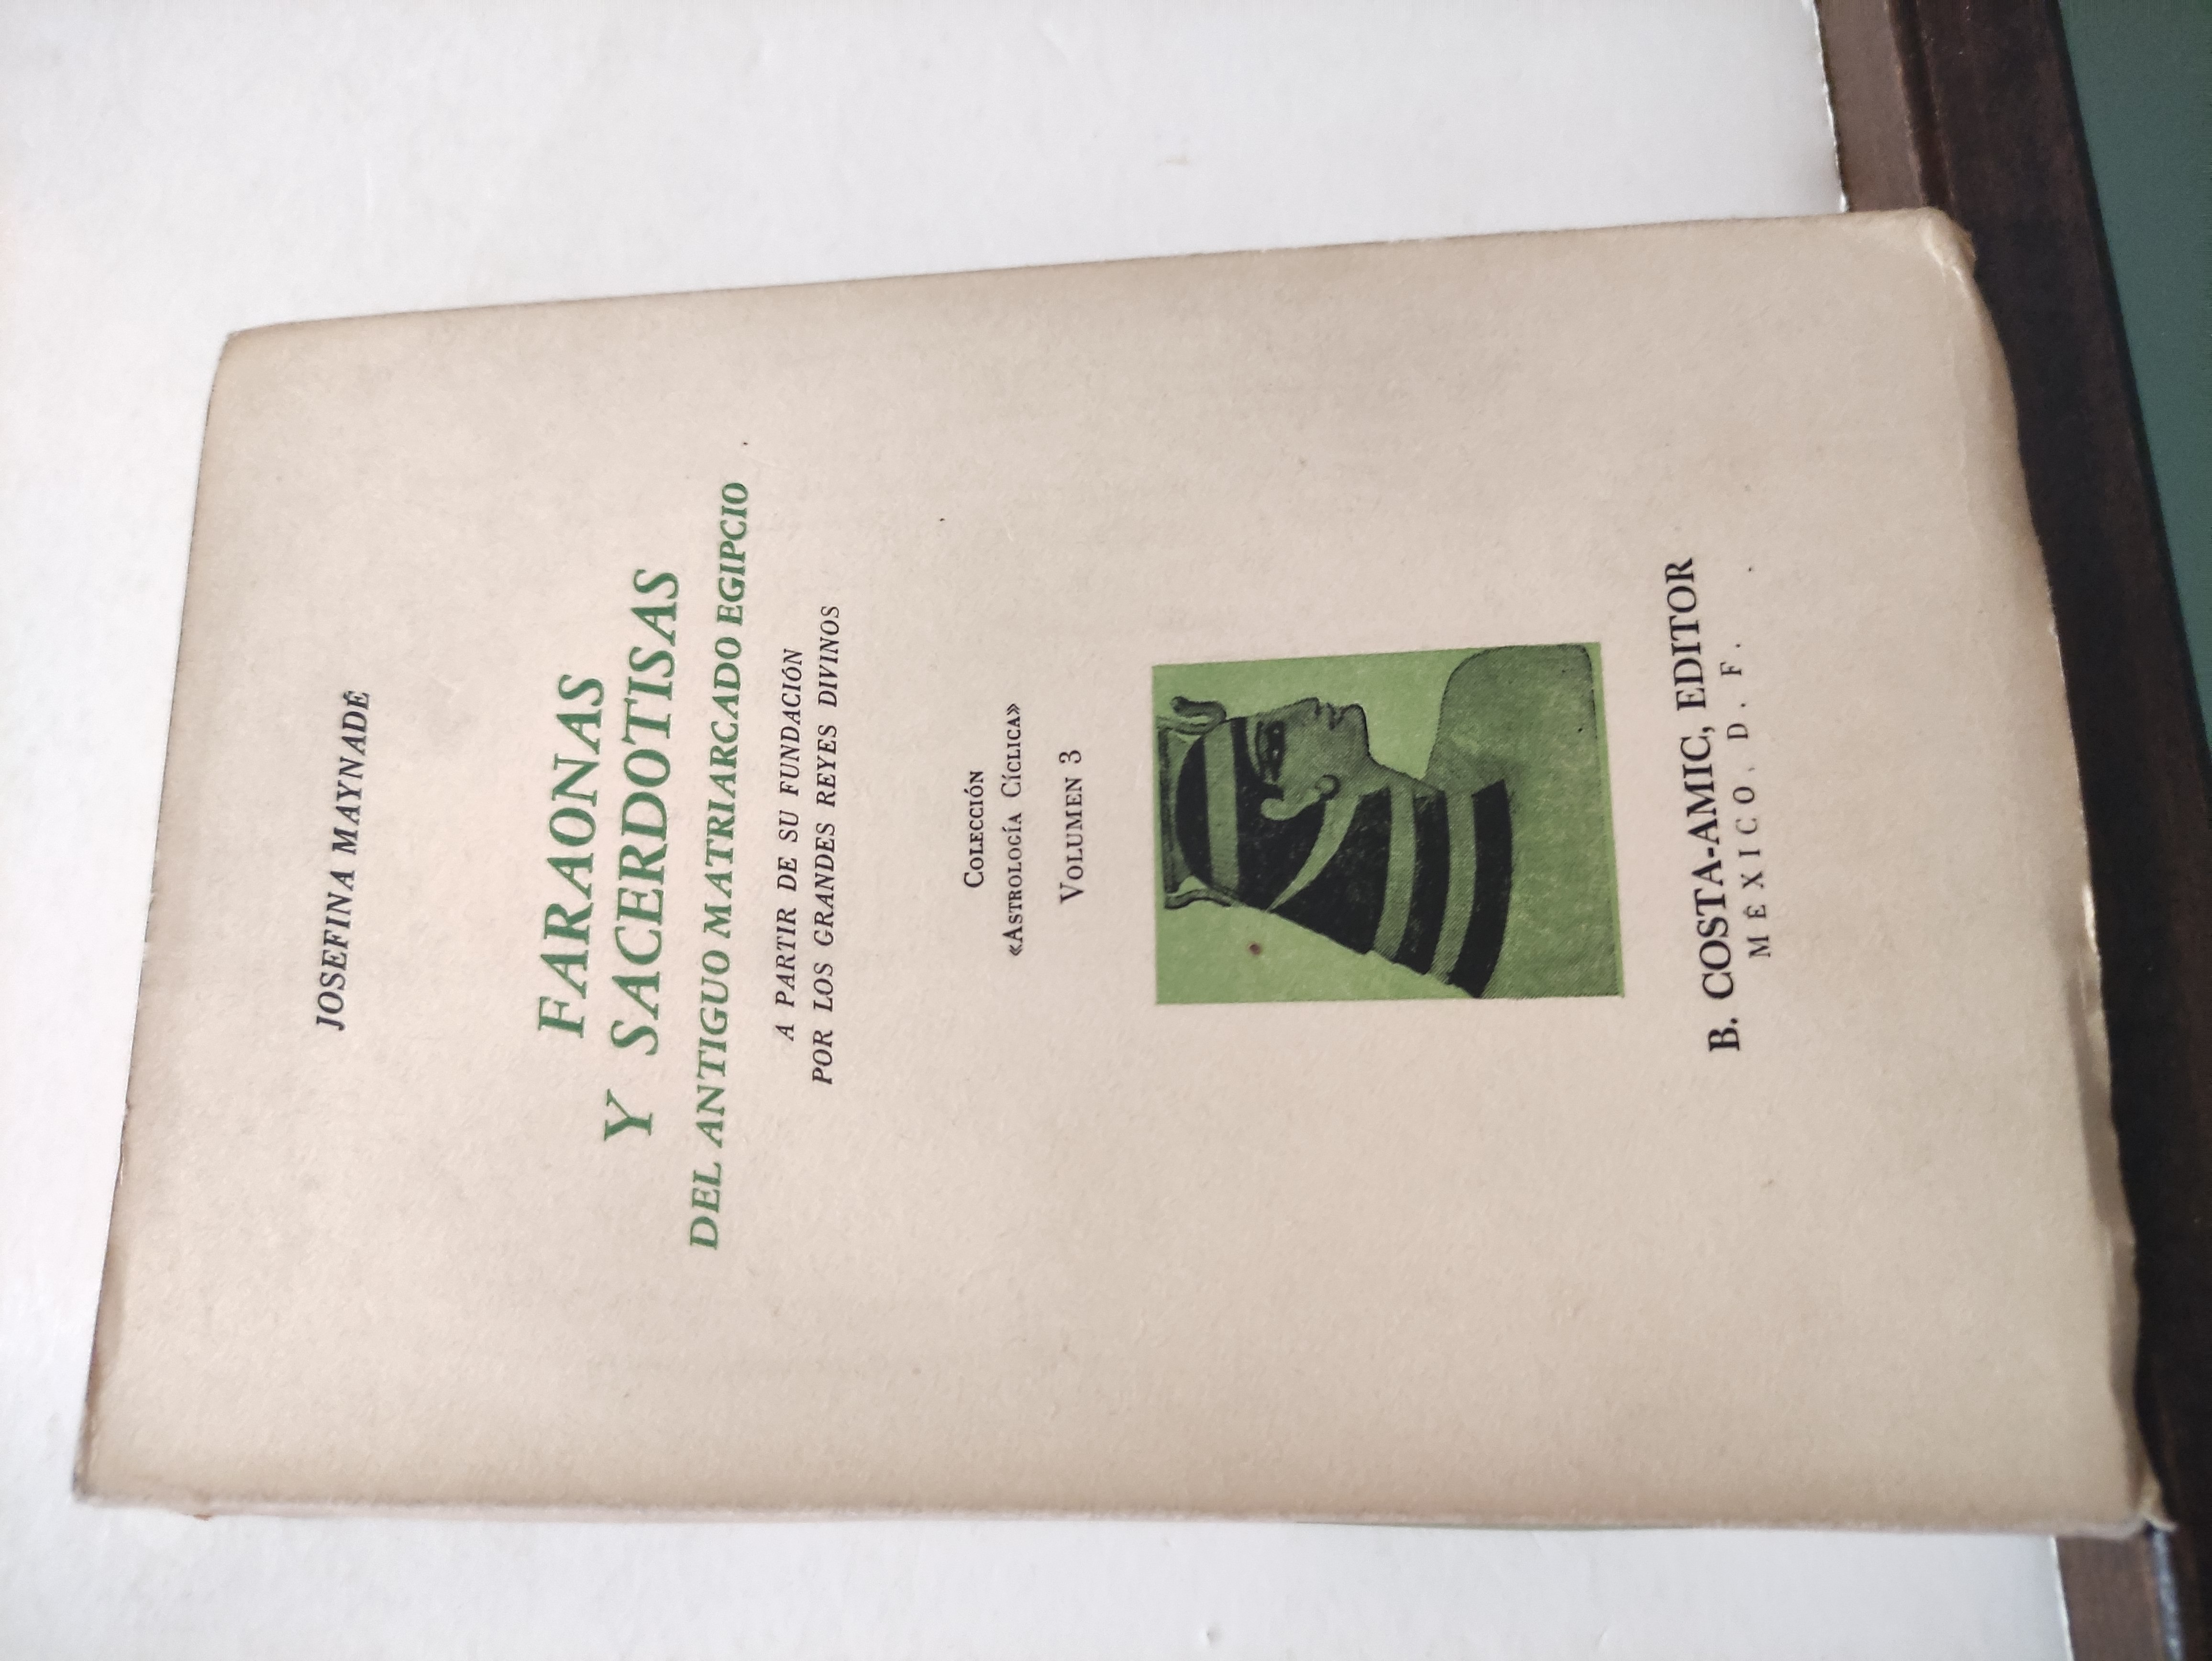 JOSEFINA MAYNADÉ
FARAONAS
Y SACERDOTISAS
DEL ANTIGUO MATRIARCADO EGIPCIO
A PARTIR DE SU FUNDACIÓN
POR LOS GRANDES REYES DIVINOS
COLECCIÓN
«ASTROLOGÍA CÍCLICA»
VOLUMEN 3
B. COSTA-AMIC, EDITOR
MÉXICO, D. F.